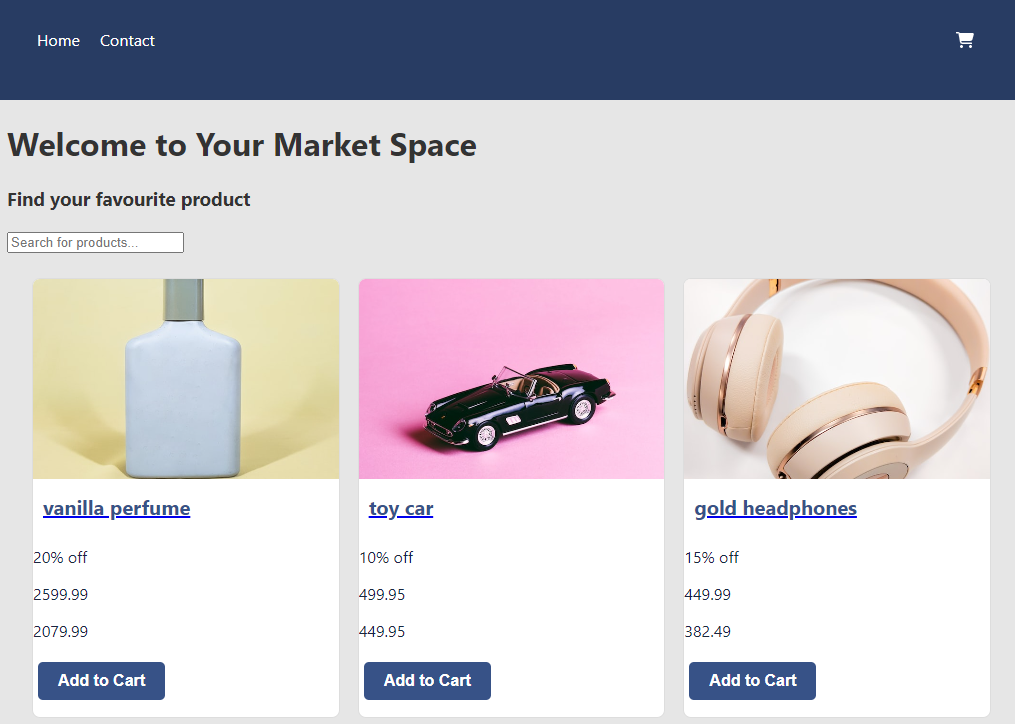 Home Contact
Welcome to Your Market Space
Find your favourite product
Search for products...
vanilla perfume
20% off
2599.99
2079.99
Add to Cart
toy car
10% off
499.95
449.95
Add to Cart
gold headphones
15% off
449.99
382.49
Add to Cart